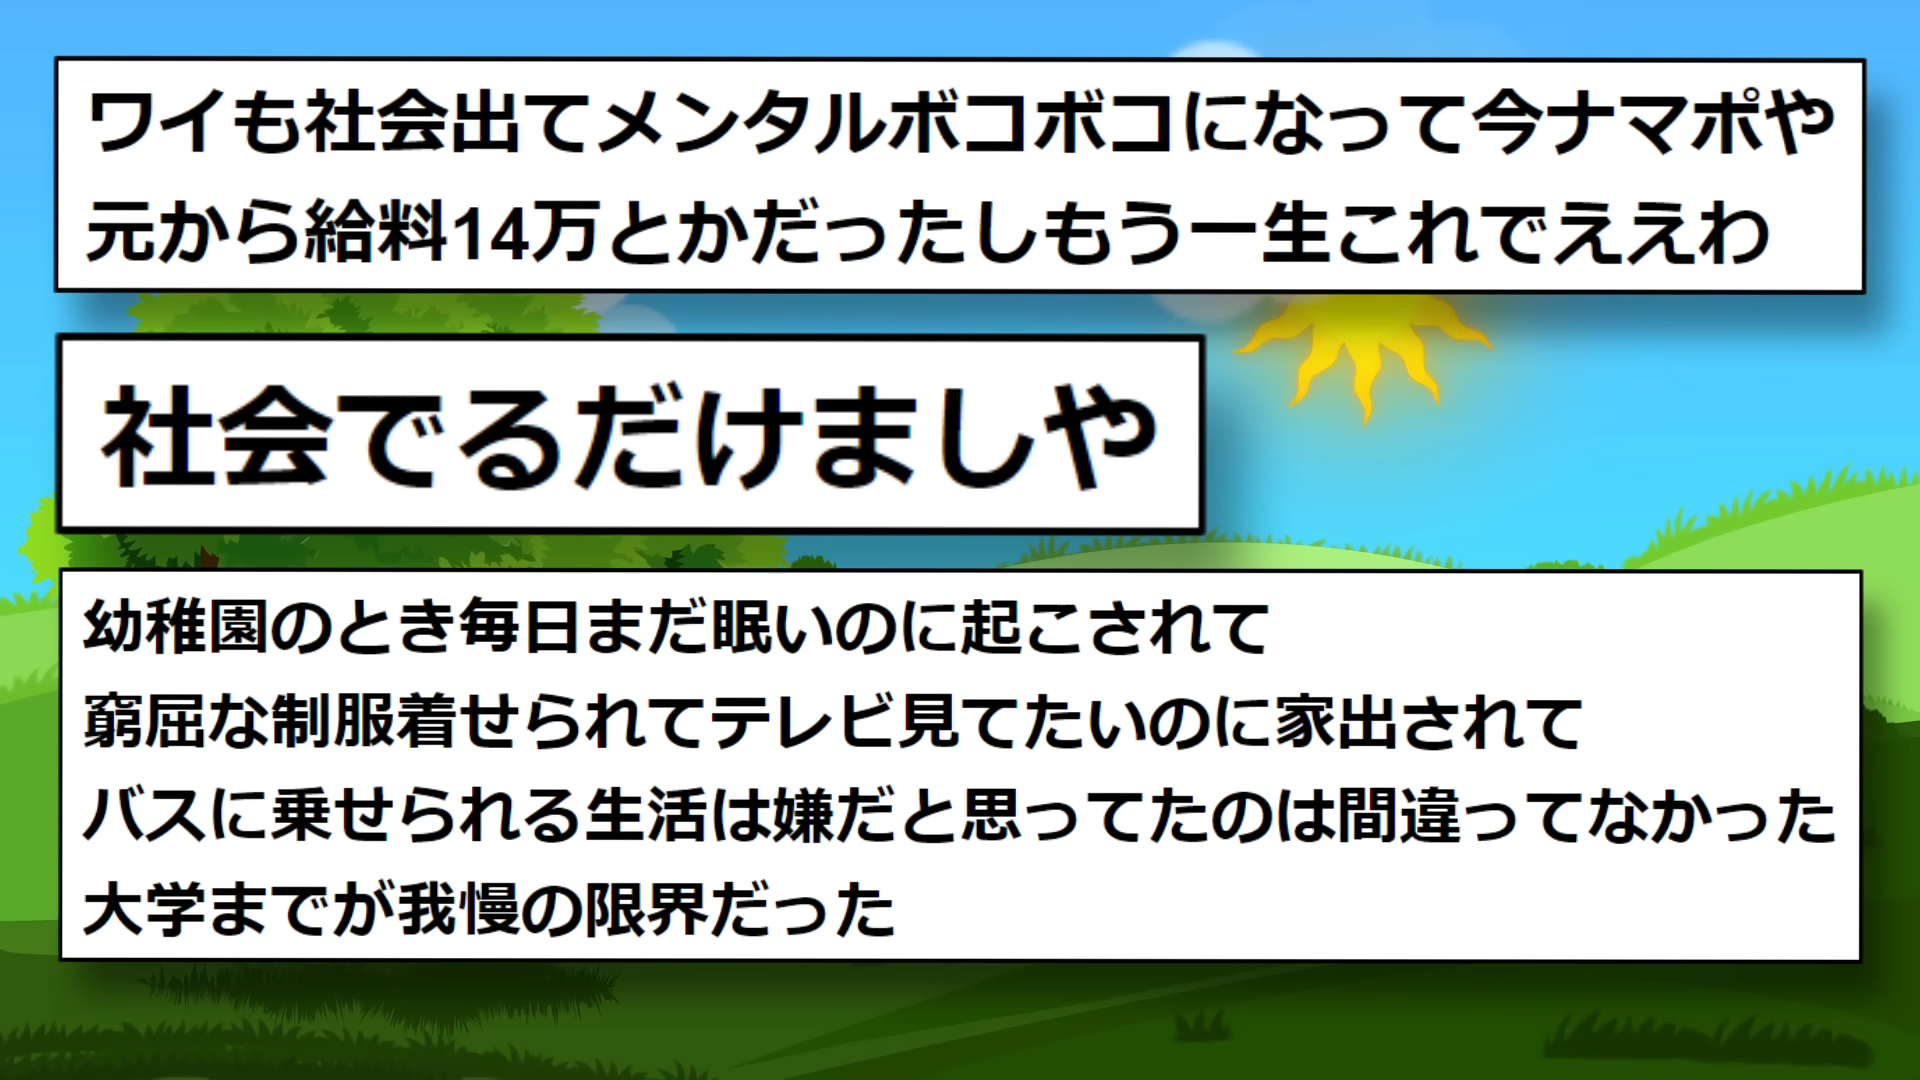 ワイも社会出てメンタルボコボコになって今ナマポや
元から給料14万とかだったしもう一生これでええわ
社会でるだけましや
幼稚園のとき毎日まだ眠いのに起こされて
窮屈な制服着せられてテレビ見てたいのに家出されて
バスに乗せられる生活は嫌だと思ってたのは間違ってなかった
大学までが我慢の限界だった